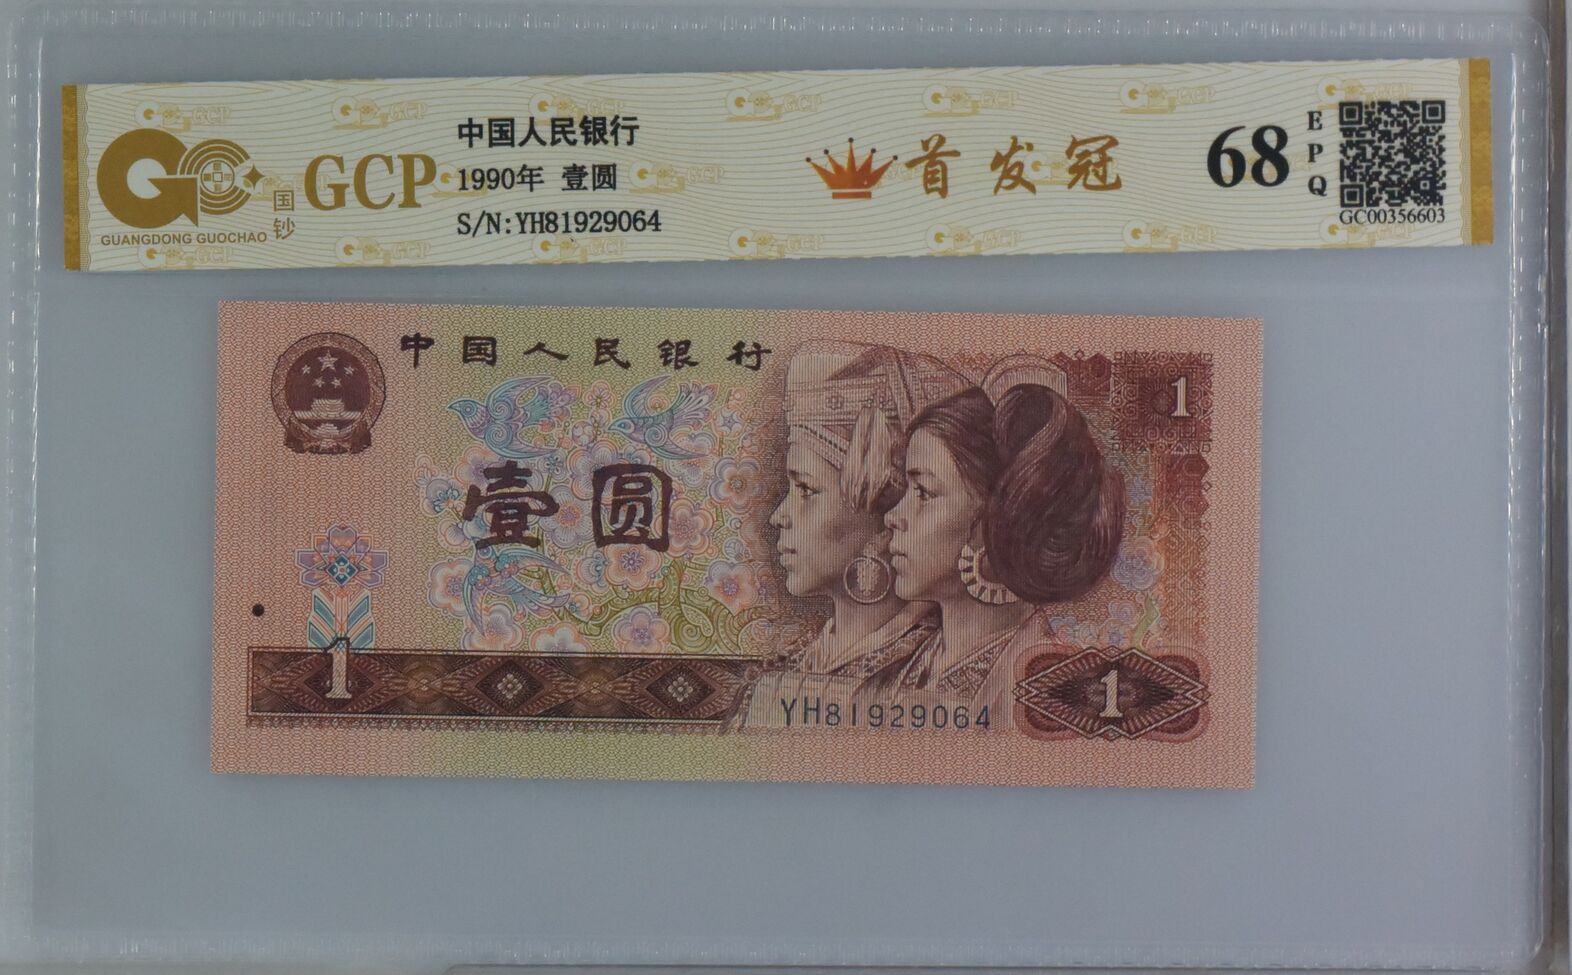 GUANGDONG GUOCHAO
国钞
GCP
中国人民银行
1990年 壹圆
S/N:YH81929064
首发冠
68
EPQ
GC00356603
中国人民银行
1
壹圆
1
YH81929064
1